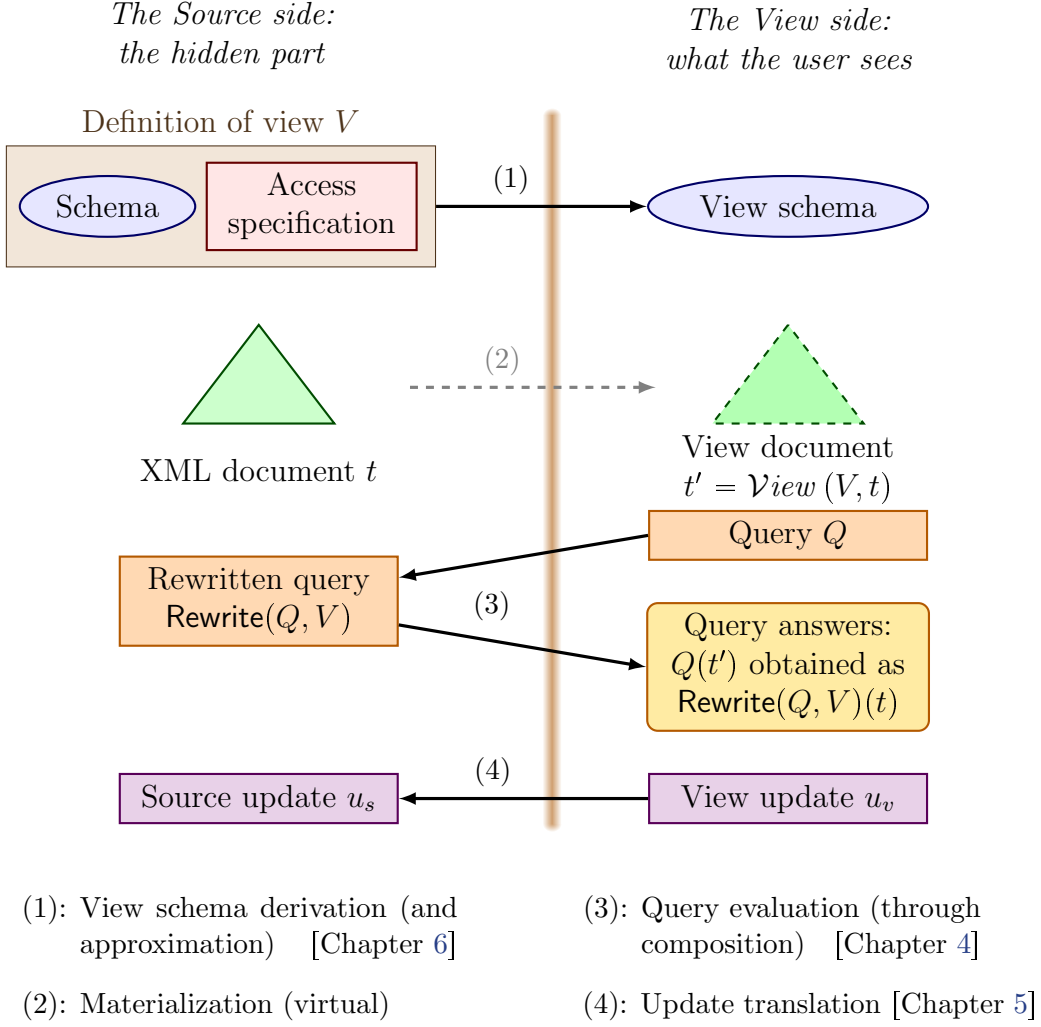 The Source side:
the hidden part
The View side:
what the user sees
Definition of view V
Schema
Access
specification
(1)
View schema
(2)
XML document t
View document
t′ = View (V, t)
Query Q
Rewritten query
Rewrite(Q, V)
(3)
Query answers:
Q(t′) obtained as
Rewrite(Q, V)(t)
Source update u_s
(4)
View update u_v
(1): View schema derivation (and
approximation) [Chapter 6]
(2): Materialization (virtual)
(3): Query evaluation (through
composition) [Chapter 4]
(4): Update translation [Chapter 5]